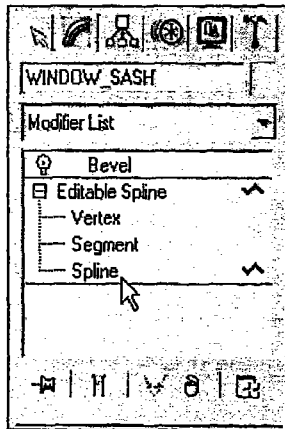 WINDOW_SASH
Modifier List
Bevel
Editable Spline
Vertex
Segment
Spline